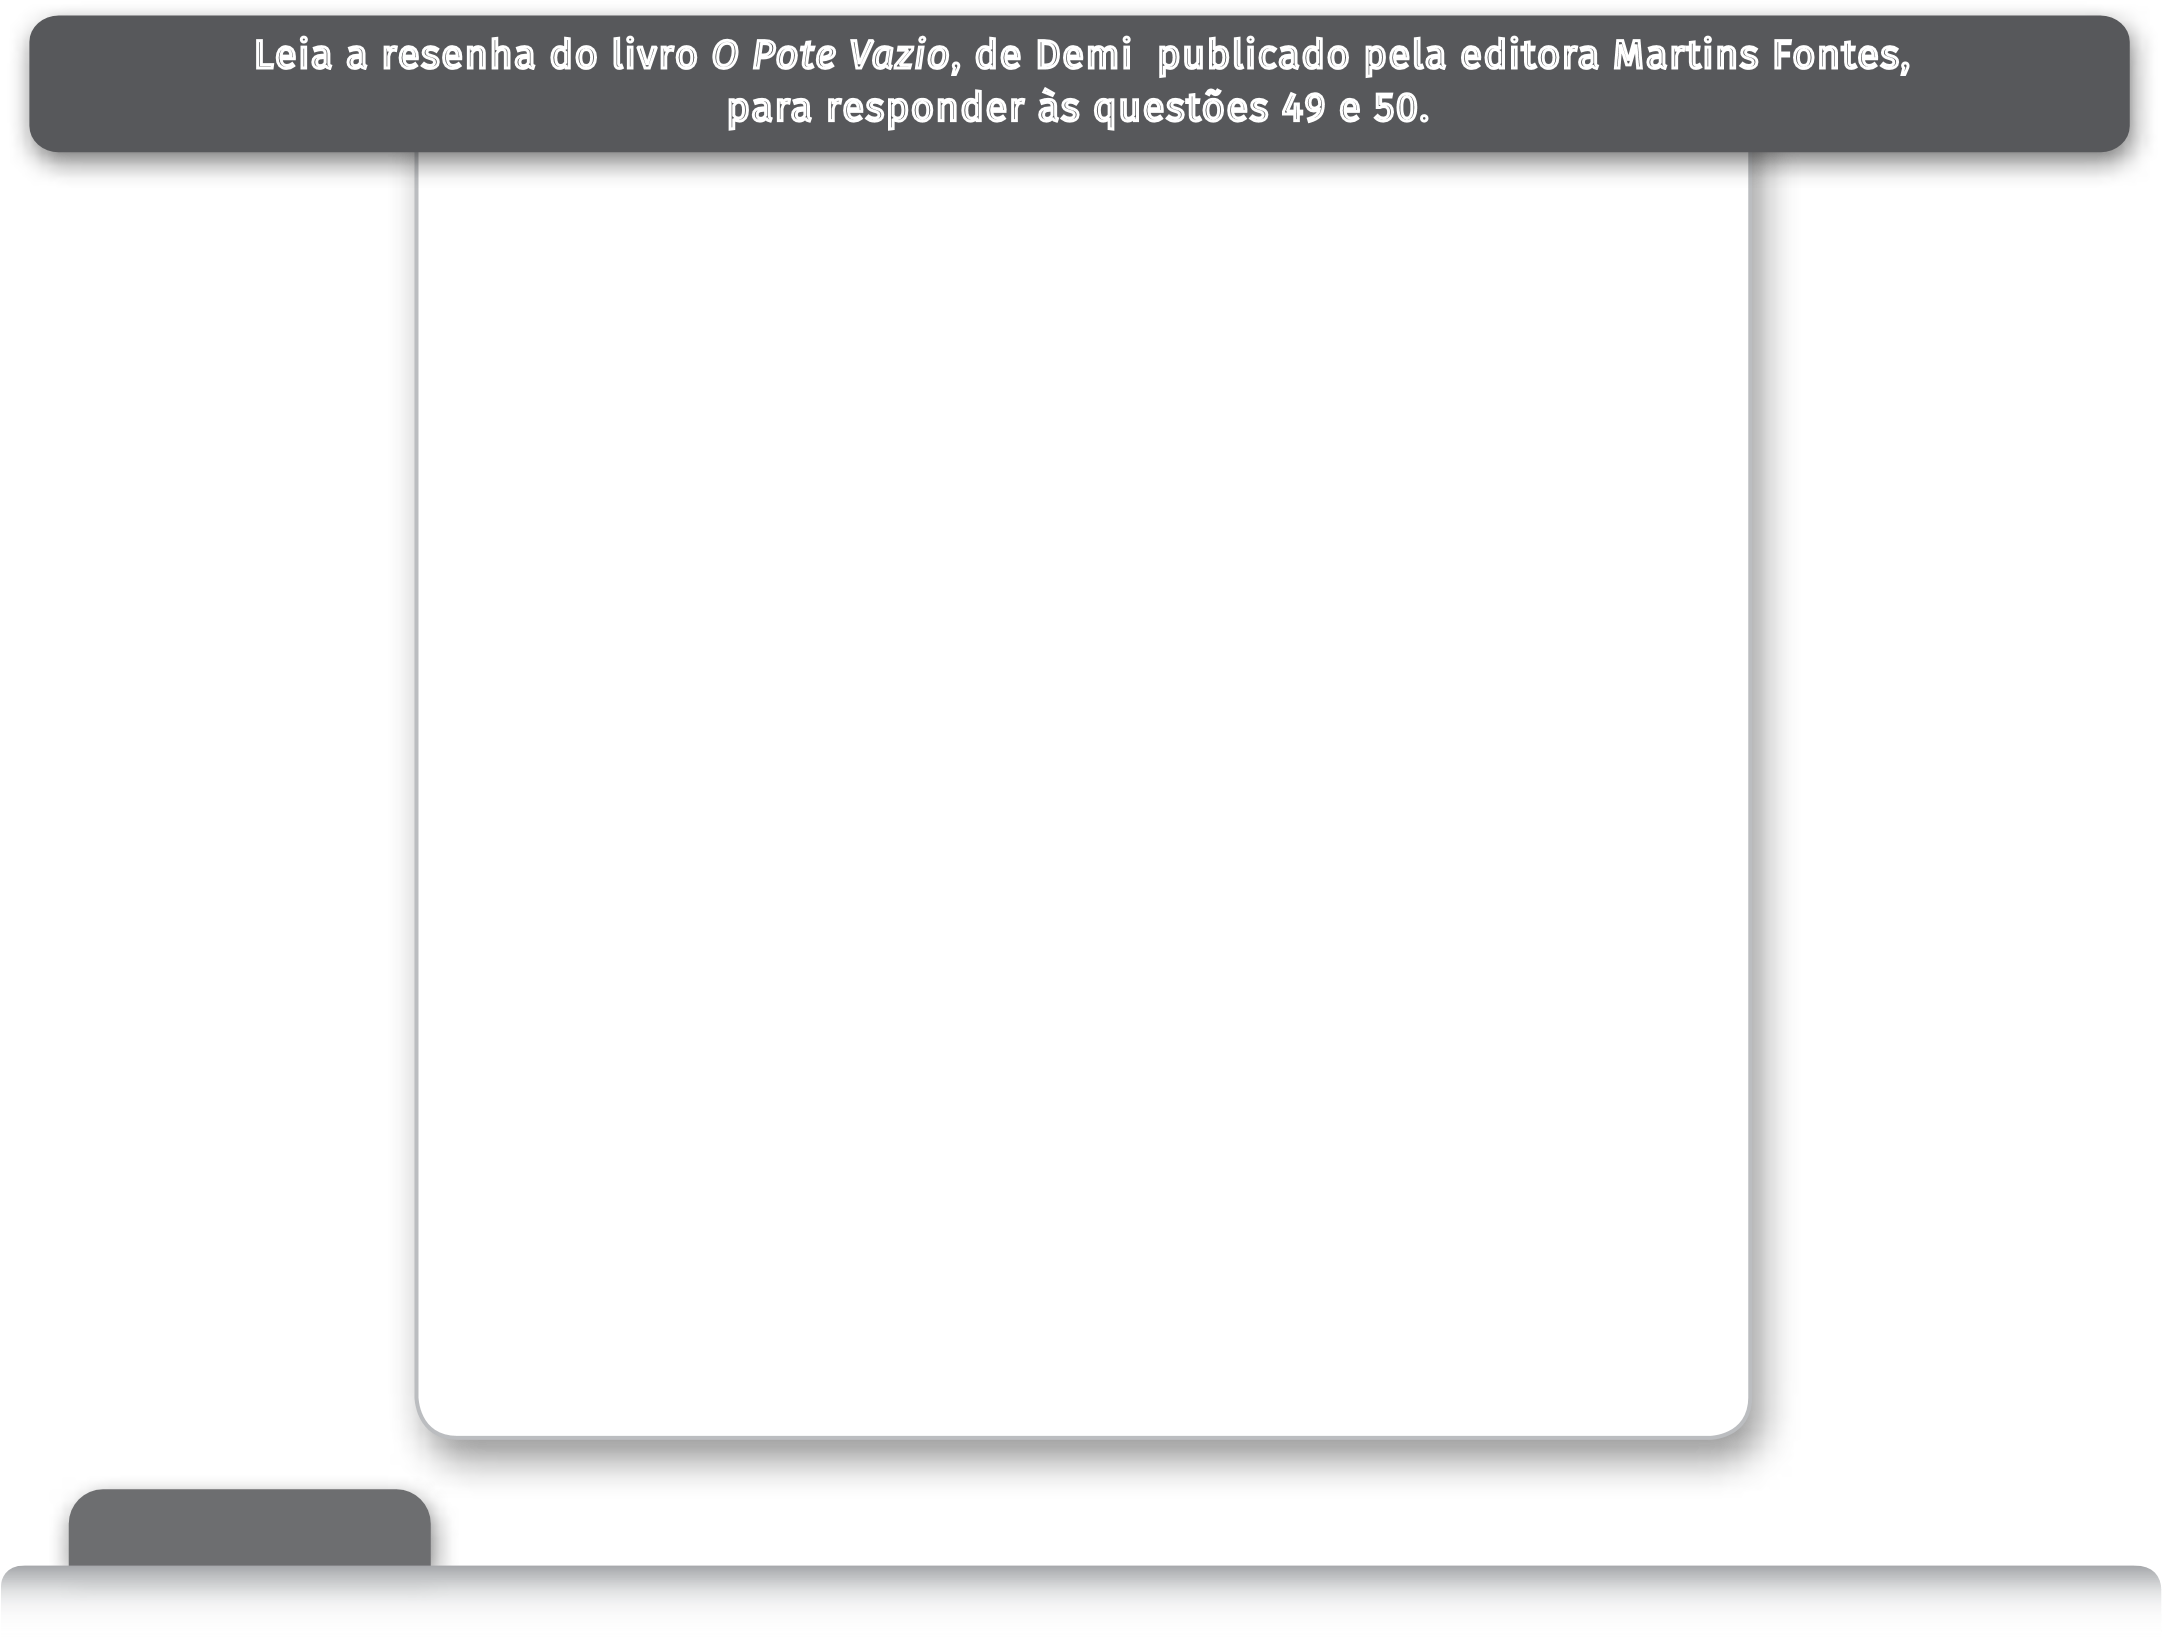 Leia a resenha do livro O Pote Vazio, de Demi  publicado pela editora Martins Fontes,
para responder às questões 49 e 50.